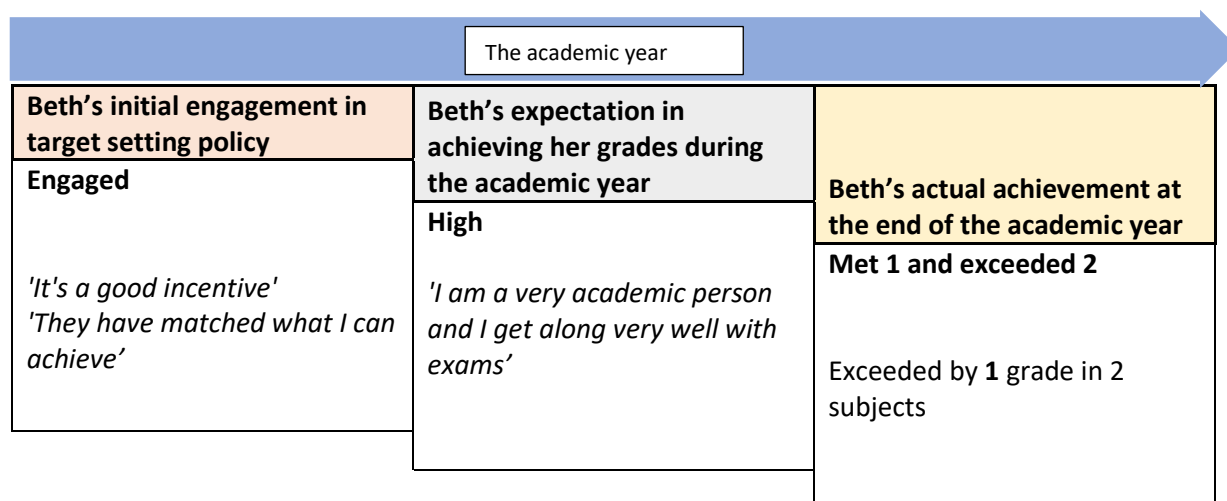 The academic year
Beth’s initial engagement in
target setting policy
Engaged
'It's a good incentive'
'They have matched what I can
achieve’
Beth’s expectation in
achieving her grades during
the academic year
High
'I am a very academic person
and I get along very well with
exams’
Beth’s actual achievement at
the end of the academic year
Met 1 and exceeded 2
Exceeded by 1 grade in 2
subjects